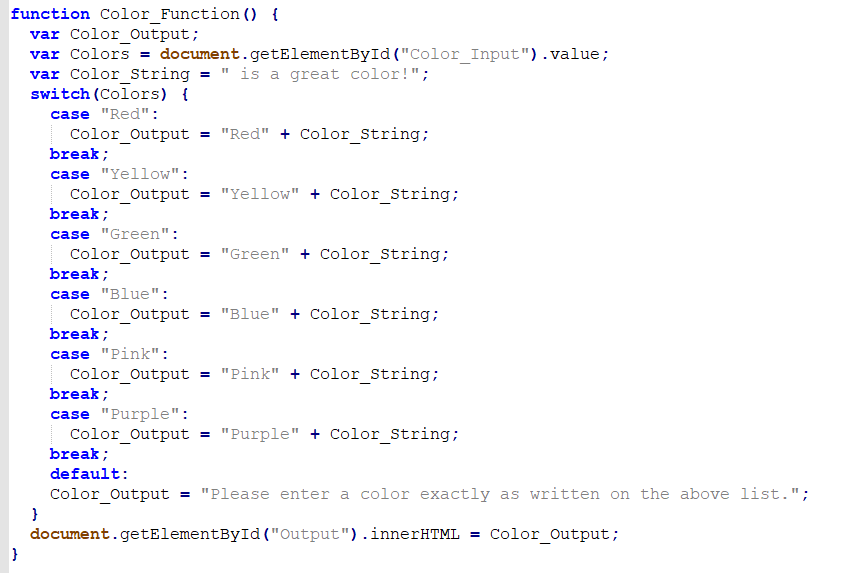 function Color_Function() {
var Color_Output;
var Colors = document.getElementById("Color_Input").value;
var Color_String = " is a great color!";
switch(Colors) {
case "Red":
Color_Output = "Red" + Color_String;
break;
case "Yellow":
Color_Output = "Yellow" + Color_String;
break;
case "Green":
Color_Output = "Green" + Color_String;
break;
case "Blue":
Color_Output = "Blue" + Color_String;
break;
case "Pink":
Color_Output = "Pink" + Color_String;
break;
case "Purple":
Color_Output = "Purple" + Color_String;
break;
default:
Color_Output = "Please enter a color exactly as written on the above list.";
}
document.getElementById("Output").innerHTML = Color_Output;
}